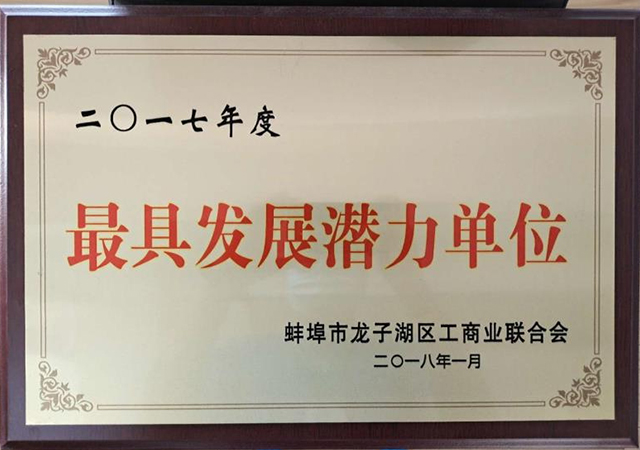 二〇一七年度
最具发展潜力单位
蚌埠市龙子湖区工商业联合会
二〇一八年一月